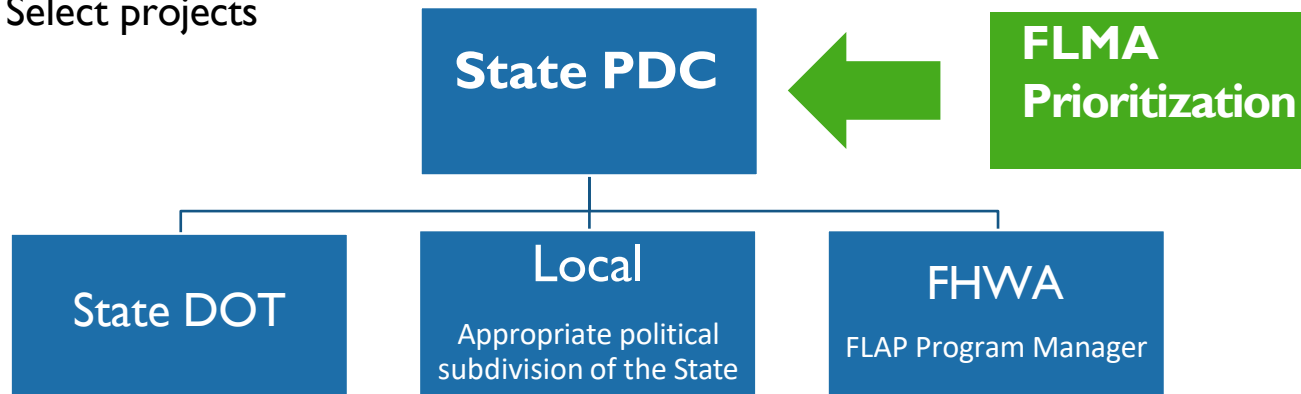 Select projects
State PDC
FLMA
Prioritization
State DOT
Local
Appropriate political
subdivision of the State
FHWA
FLAP Program Manager